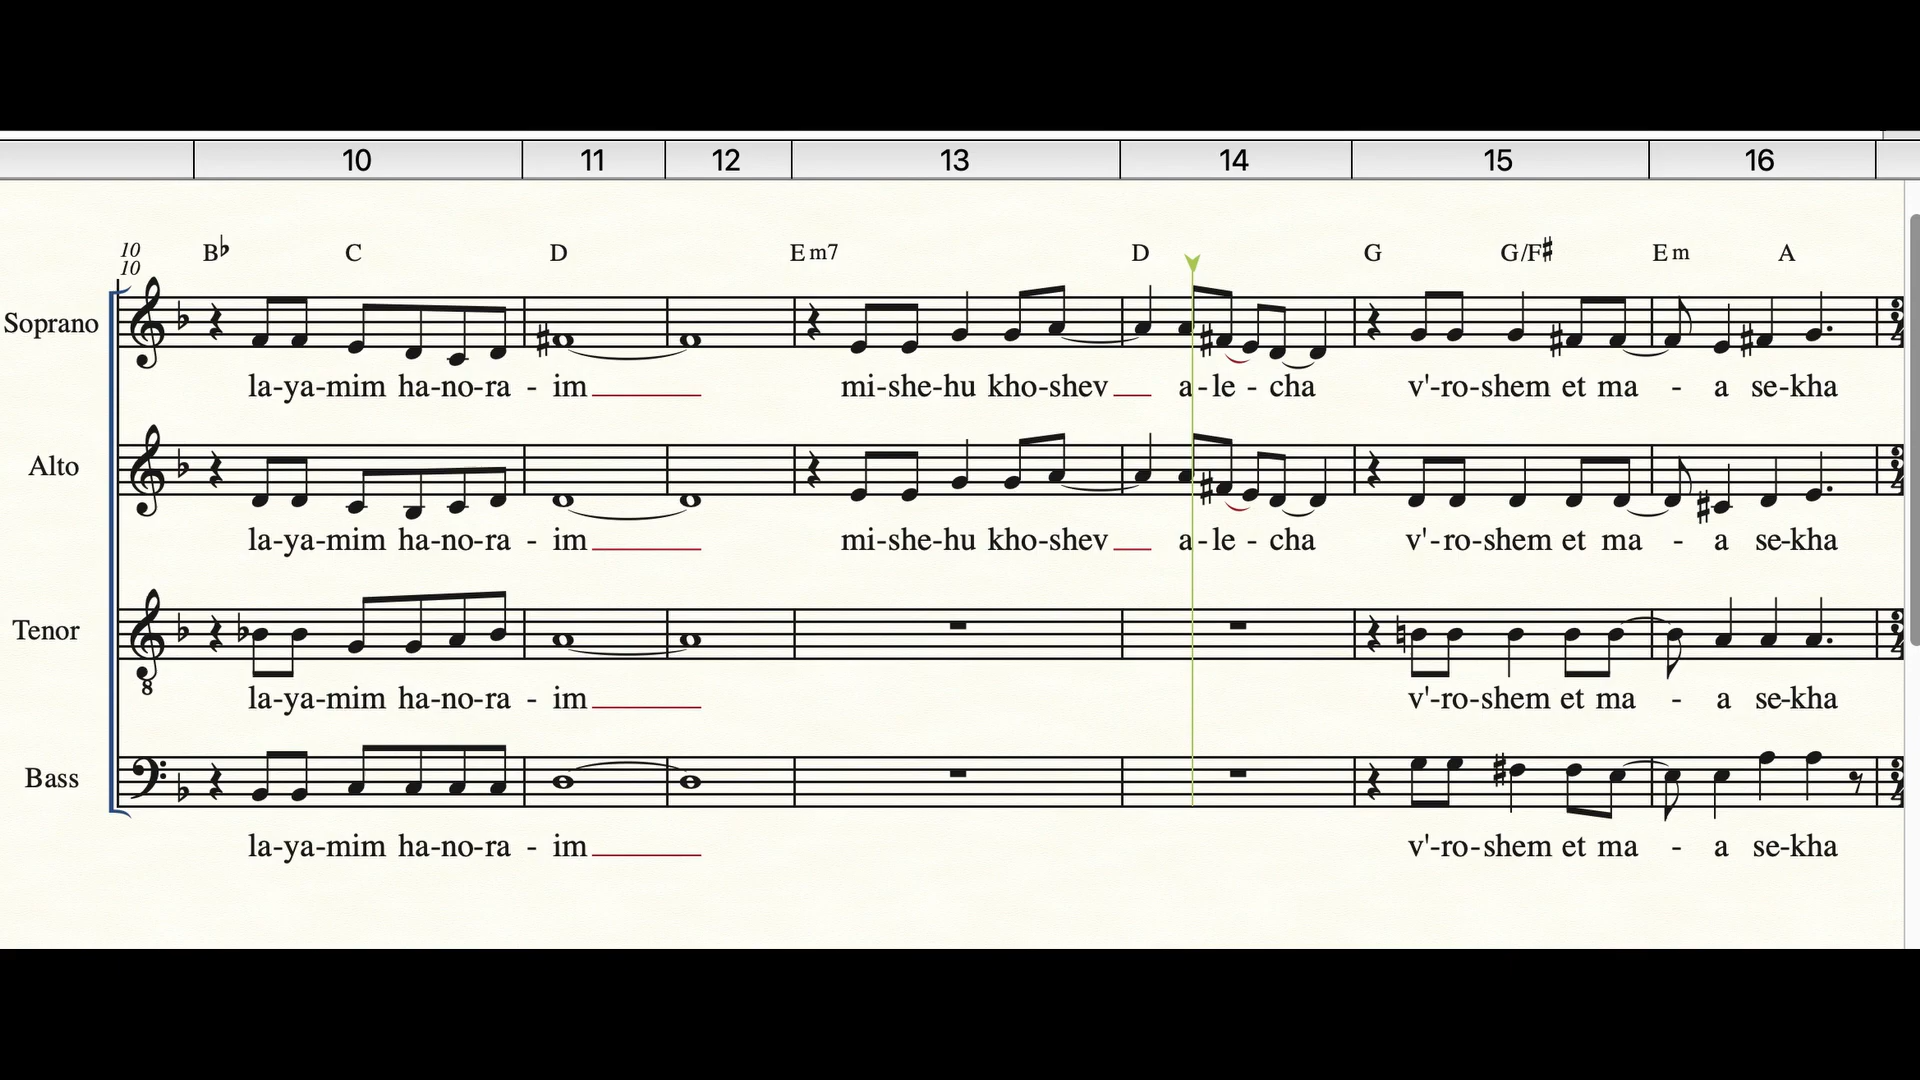 10 11 12 13 14 15 16
10
10
B♭ C D E m7 D G G/F♯ E m A
Soprano
la-ya-mim ha-no-ra - im mi-she-hu kho-shev a-le - cha v'-ro-shem et ma - a se-kha
Alto
la-ya-mim ha-no-ra - im mi-she-hu kho-shev a-le - cha v'-ro-shem et ma - a se-kha
Tenor
8
la-ya-mim ha-no-ra - im v'-ro-shem et ma - a se-kha
Bass
la-ya-mim ha-no-ra - im v'-ro-shem et ma - a se-kha